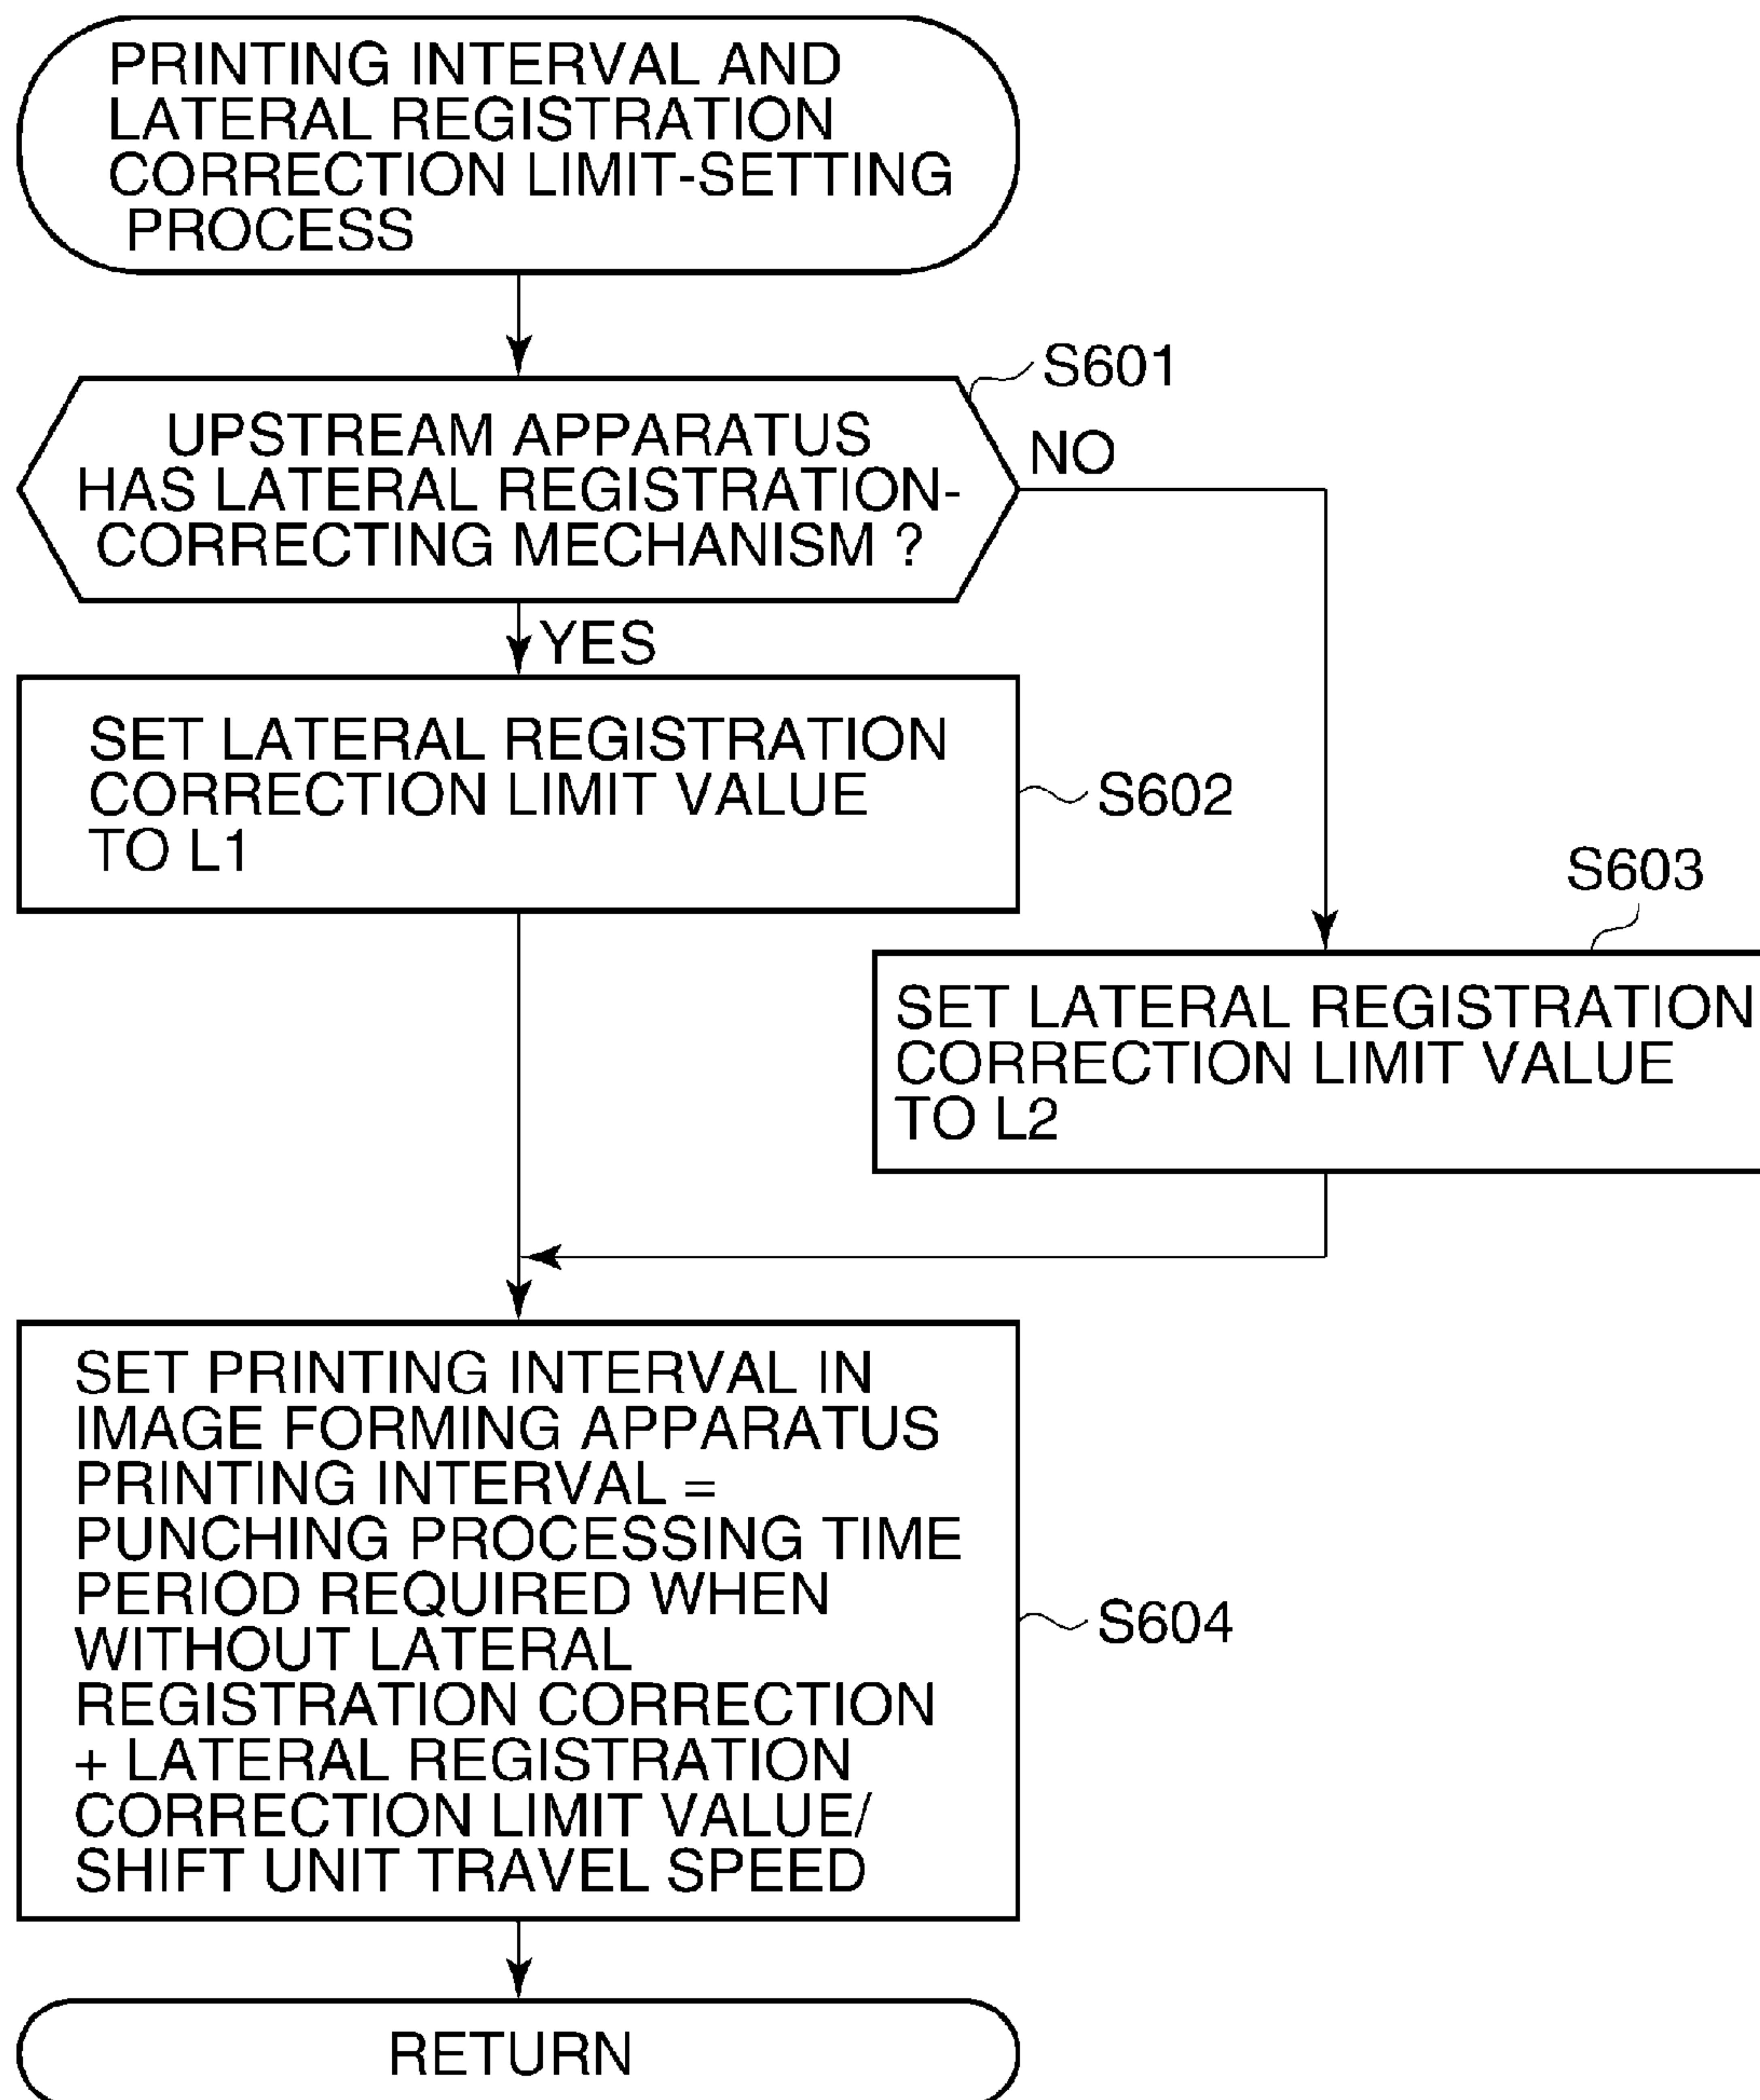 PRINTING INTERVAL AND
LATERAL REGISTRATION
CORRECTION LIMIT-SETTING
PROCESS
S601
UPSTREAM APPARATUS
HAS LATERAL REGISTRATION-
CORRECTING MECHANISM ?
NO
YES
SET LATERAL REGISTRATION
CORRECTION LIMIT VALUE
TO L1
S602
S603
SET LATERAL REGISTRATION
CORRECTION LIMIT VALUE
TO L2
SET PRINTING INTERVAL IN
IMAGE FORMING APPARATUS
PRINTING INTERVAL =
PUNCHING PROCESSING TIME
PERIOD REQUIRED WHEN
WITHOUT LATERAL
REGISTRATION CORRECTION
+ LATERAL REGISTRATION
CORRECTION LIMIT VALUE/
SHIFT UNIT TRAVEL SPEED
S604
RETURN